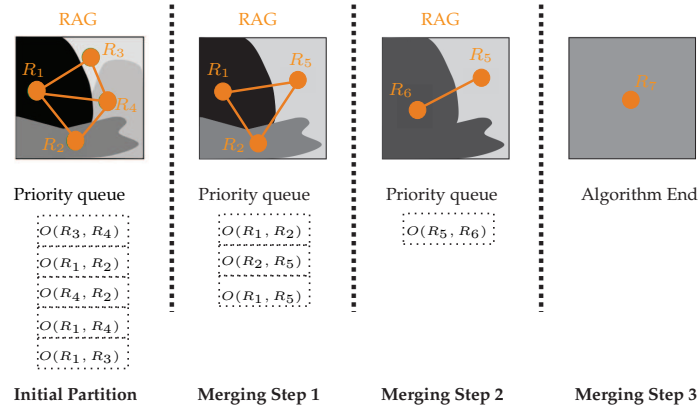 RAG
R1
R3
R4
R2
Priority queue
O(R3, R4)
O(R1, R2)
O(R4, R2)
O(R1, R4)
O(R1, R3)
Initial Partition
RAG
R1
R5
R2
Priority queue
O(R1, R2)
O(R2, R5)
O(R1, R5)
Merging Step 1
RAG
R5
R6
Priority queue
O(R5, R6)
Merging Step 2
R7
Algorithm End
Merging Step 3